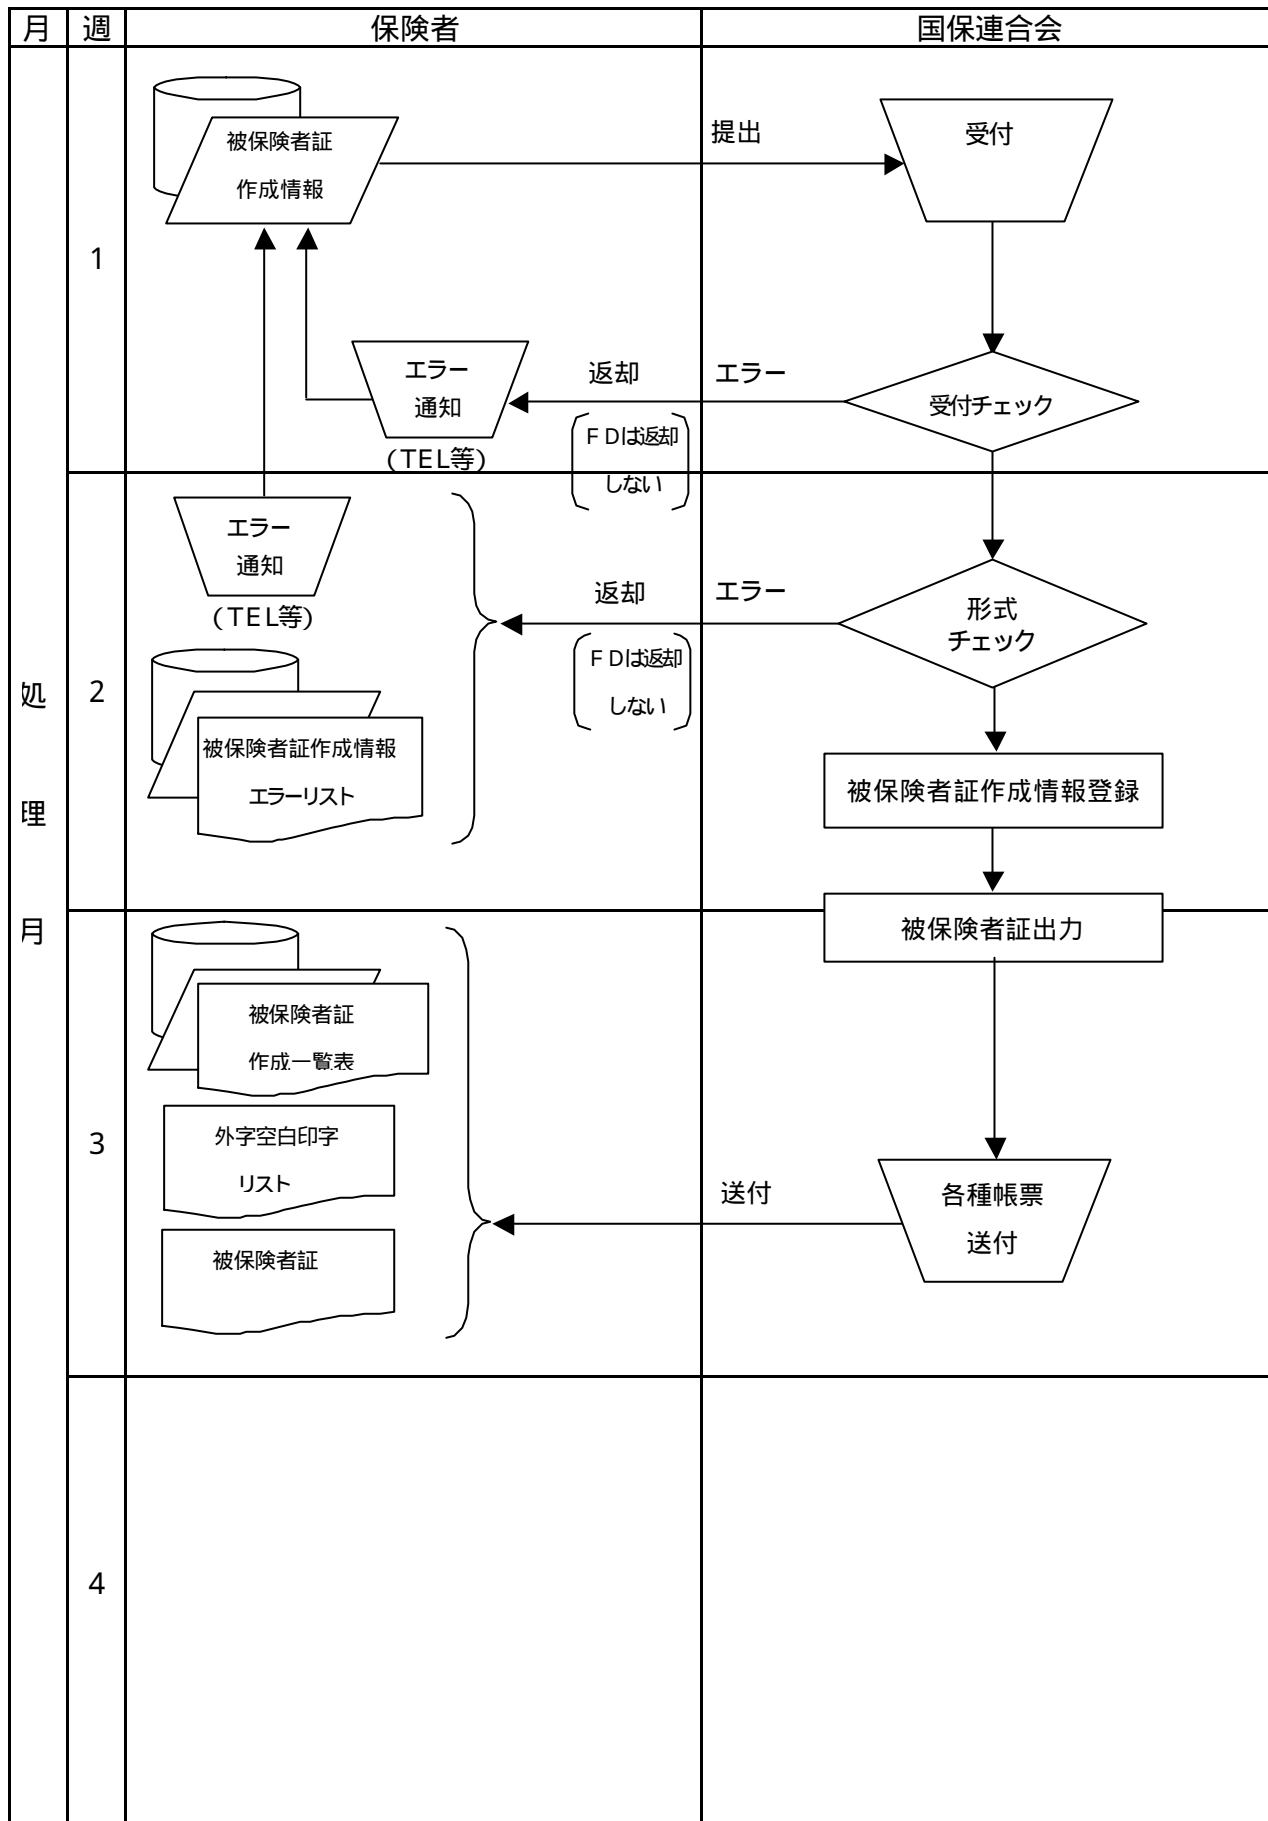 月 週 保険者 国保連合会
被保険者証
作成情報
提出
受付
1
エラー
通知
(TEL等)
返却
エラー
受付チェック
ＦＤは返却
しない
エラー
通知
(TEL等)
返却
エラー
形式
チェック
ＦＤは返却
しない
処
理
月
2
被保険者証作成情報
エラーリスト
被保険者証作成情報登録
被保険者証出力
被保険者証
作成一覧表
3
外字空白印字
リスト
被保険者証
送付
各種帳票
送付
4